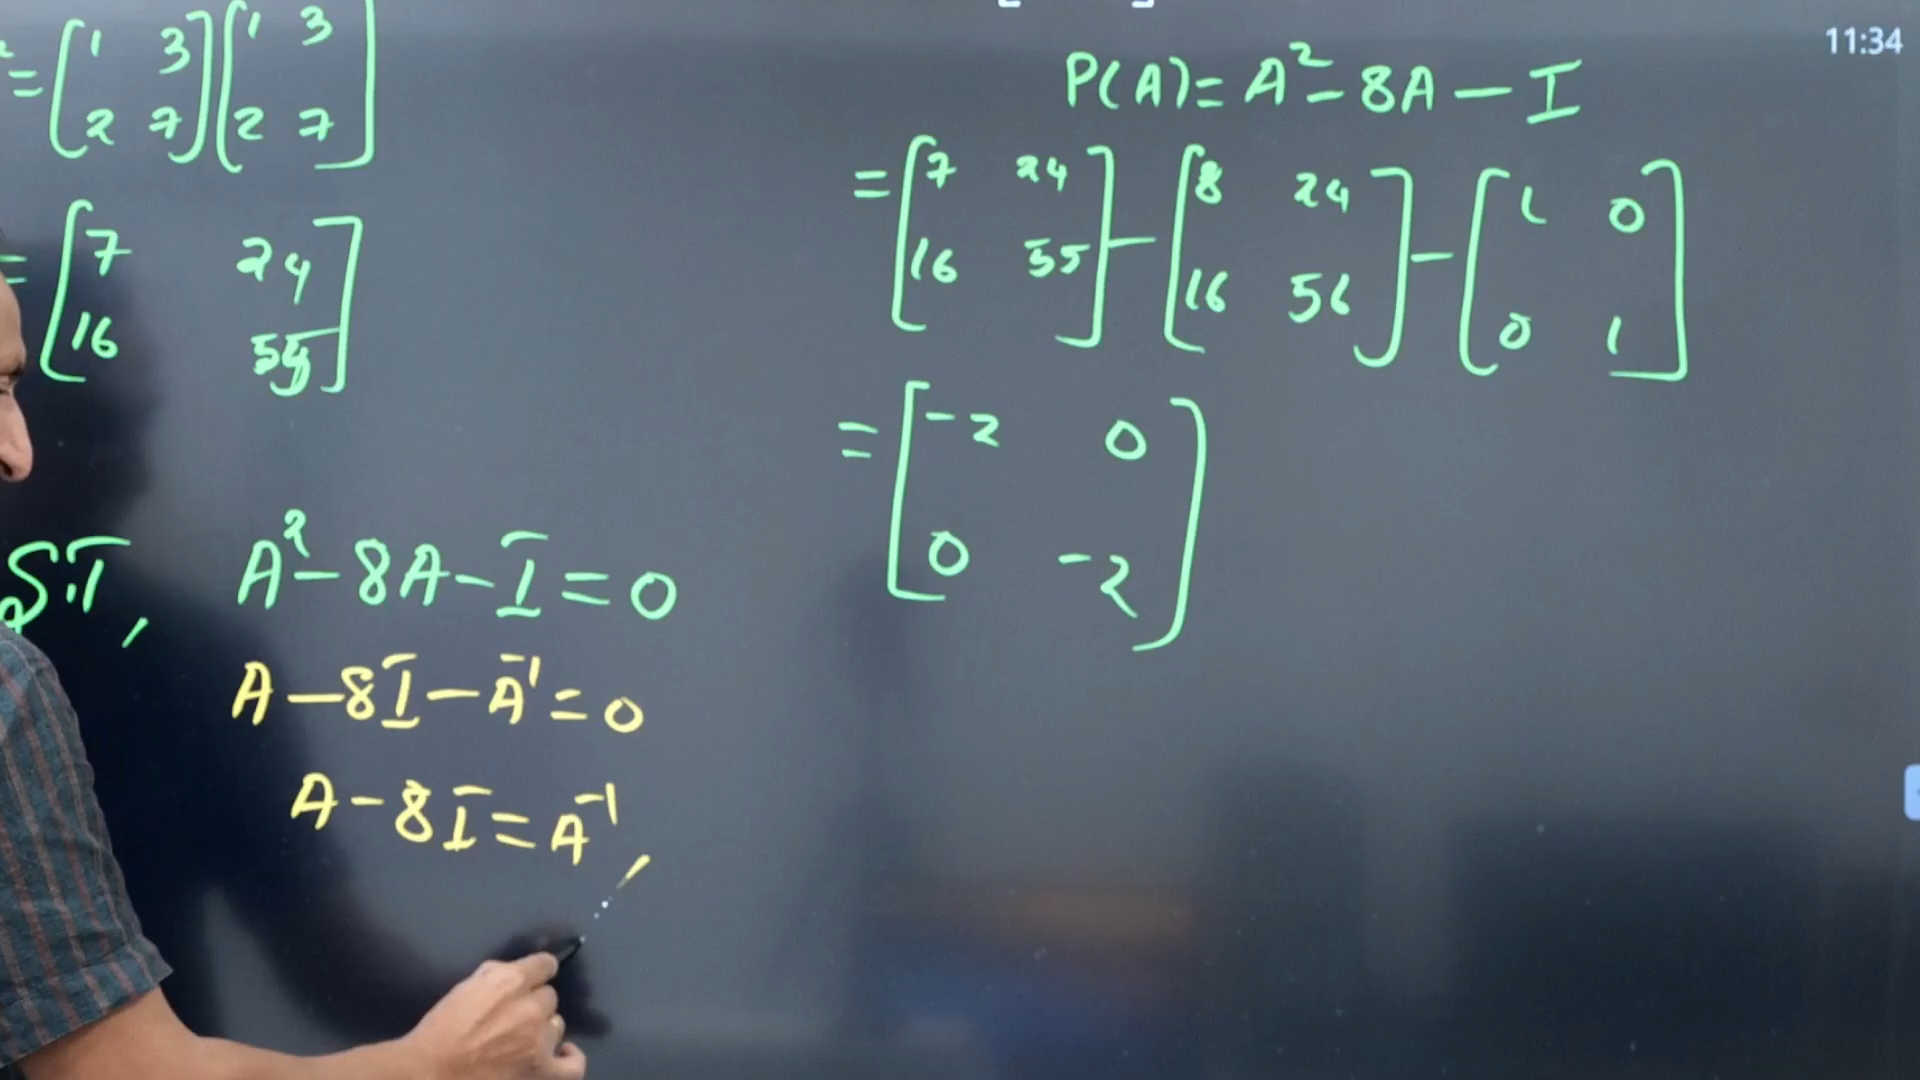 11:34
2 = [1 3 2 7] [1 3 2 7]
= [7 24 16 55]
S.T, A² - 8A - I = 0
A - 8I - A⁻¹ = 0
A - 8I = A⁻¹,
P(A) = A² - 8A - I
= [7 24 16 55] - [8 24 16 56] - [1 0 0 1]
= [-2 0 0 -2]